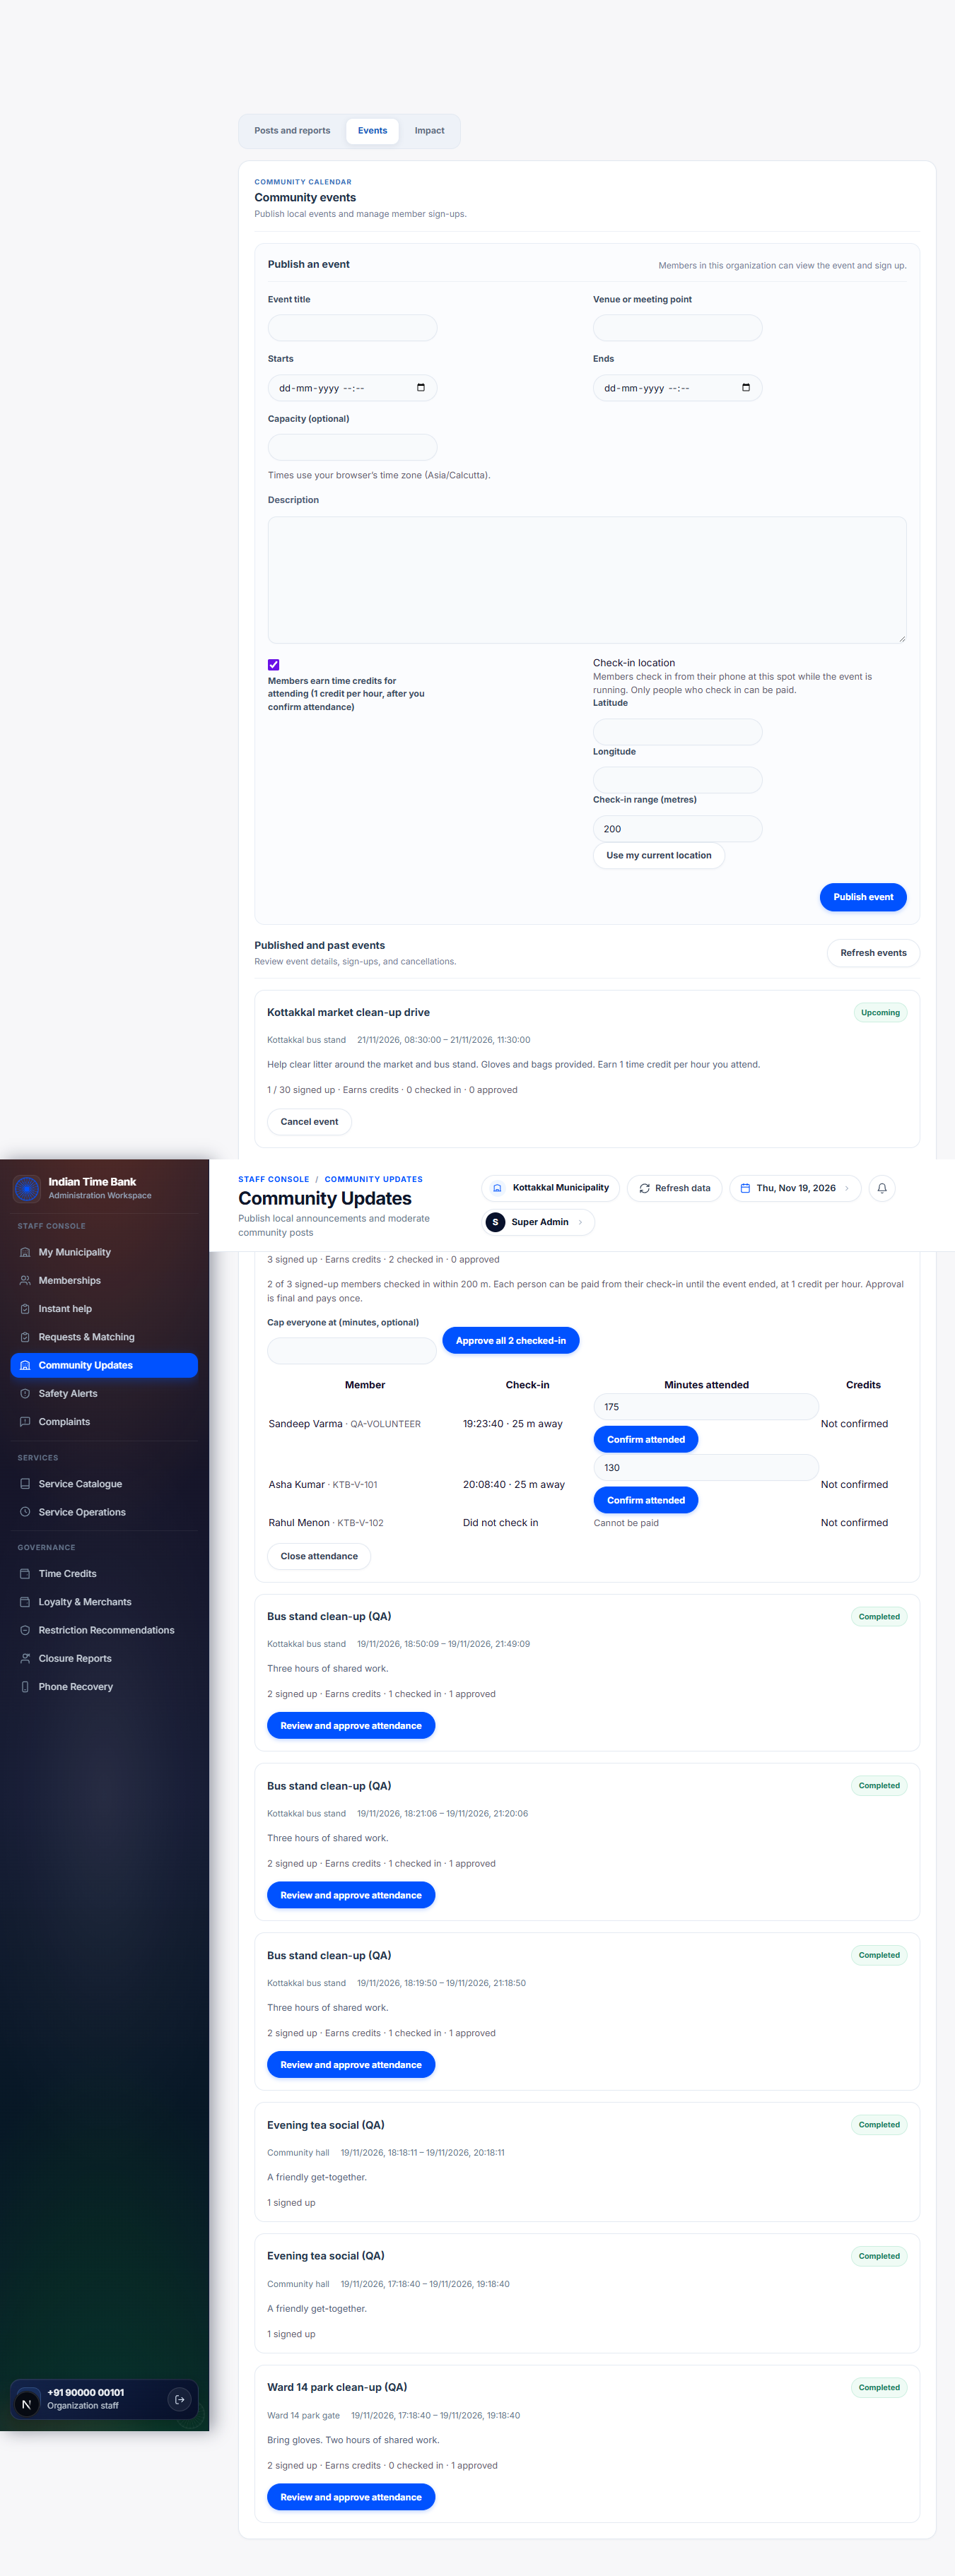 Posts and reports
Events
Impact
COMMUNITY CALENDAR
Community events
Publish local events and manage member sign-ups.
Publish an event
Members in this organization can view the event and sign up.
Event title
Venue or meeting point
Starts
Ends
dd-mm-yyyy --:--
dd-mm-yyyy --:--
Capacity (optional)
Times use your browser's time zone (Asia/Calcutta).
Description
Members earn time credits for
attending (1 credit per hour, after you
confirm attendance)
Check-in location
Members check in from their phone at this spot while the event is
running. Only people who check in can be paid.
Latitude
Longitude
Check-in range (metres)
200
Use my current location
Publish event
Published and past events
Review event details, sign-ups, and cancellations.
Refresh events
Kottakkal market clean-up drive
Upcoming
Kottakkal bus stand 21/11/2026, 08:30:00 – 21/11/2026, 11:30:00
Help clear litter around the market and bus stand. Gloves and bags provided. Earn 1 time credit per hour you attend.
1 / 30 signed up · Earns credits · 0 checked in · 0 approved
Cancel event
Indian Time Bank
Administration Workspace
STAFF CONSOLE
My Municipality
Memberships
Instant help
Requests & Matching
Community Updates
Safety Alerts
Complaints
SERVICES
Service Catalogue
Service Operations
GOVERNANCE
Time Credits
Loyalty & Merchants
Restriction Recommendations
Closure Reports
Phone Recovery
N
+91 90000 00101
Organization staff
STAFF CONSOLE / COMMUNITY UPDATES
Community Updates
Publish local announcements and moderate
community posts
Kottakkal Municipality
Refresh data
Thu, Nov 19, 2026
S Super Admin
3 signed up · Earns credits · 2 checked in · 0 approved
2 of 3 signed-up members checked in within 200 m. Each person can be paid from their check-in until the event ended, at 1 credit per hour. Approval
is final and pays once.
Cap everyone at (minutes, optional)
Approve all 2 checked-in
Member Check-in Minutes attended Credits
Sandeep Varma · QA-VOLUNTEER 19:23:40 · 25 m away 175 Not confirmed
Confirm attended
Asha Kumar · KTB-V-101 20:08:40 · 25 m away 130 Not confirmed
Confirm attended
Rahul Menon · KTB-V-102 Did not check in Cannot be paid Not confirmed
Close attendance
Bus stand clean-up (QA)
Completed
Kottakkal bus stand 19/11/2026, 18:50:09 – 19/11/2026, 21:49:09
Three hours of shared work.
2 signed up · Earns credits · 1 checked in · 1 approved
Review and approve attendance
Bus stand clean-up (QA)
Completed
Kottakkal bus stand 19/11/2026, 18:21:06 – 19/11/2026, 21:20:06
Three hours of shared work.
2 signed up · Earns credits · 1 checked in · 1 approved
Review and approve attendance
Bus stand clean-up (QA)
Completed
Kottakkal bus stand 19/11/2026, 18:19:50 – 19/11/2026, 21:18:50
Three hours of shared work.
2 signed up · Earns credits · 1 checked in · 1 approved
Review and approve attendance
Evening tea social (QA)
Completed
Community hall 19/11/2026, 18:18:11 – 19/11/2026, 20:18:11
A friendly get-together.
1 signed up
Evening tea social (QA)
Completed
Community hall 19/11/2026, 17:18:40 – 19/11/2026, 19:18:40
A friendly get-together.
1 signed up
Ward 14 park clean-up (QA)
Completed
Ward 14 park gate 19/11/2026, 17:18:40 – 19/11/2026, 19:18:40
Bring gloves. Two hours of shared work.
2 signed up · Earns credits · 0 checked in · 1 approved
Review and approve attendance